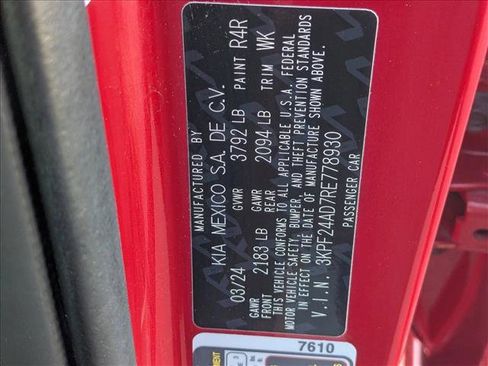 MANUFACTURED BY
KIA MEXICO S.A. DE C.V.
03/24 GVWR 3792 LB PAINT R4R
GAWR FRONT 2183 LB GAWR REAR 2094 LB TRIM WK
THIS VEHICLE CONFORMS TO ALL APPLICABLE U.S.A. FEDERAL
MOTOR VEHICLE SAFETY, BUMPER, AND THEFT PREVENTION STANDARDS
IN EFFECT ON THE DATE OF MANUFACTURE SHOWN ABOVE.
V.I.N. 3KPF24AD7RE778930
PASSENGER CAR
7610